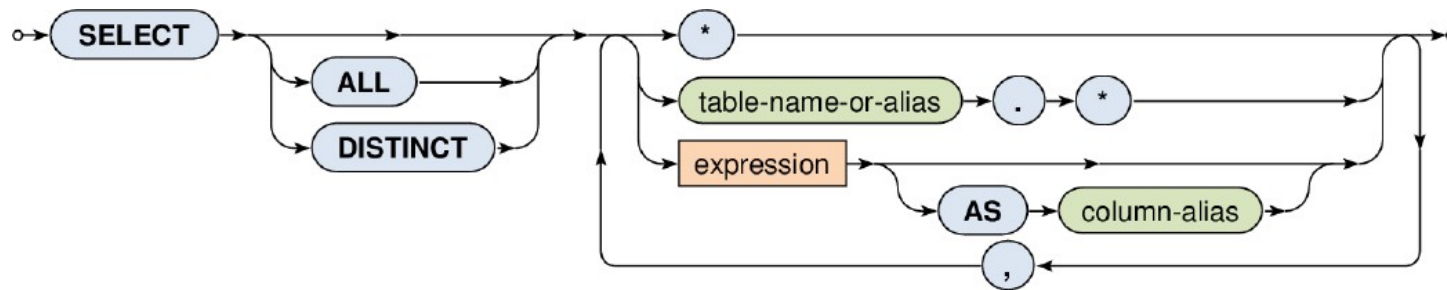 SELECT *
ALL table-name-or-alias . *
DISTINCT expression
AS column-alias
,